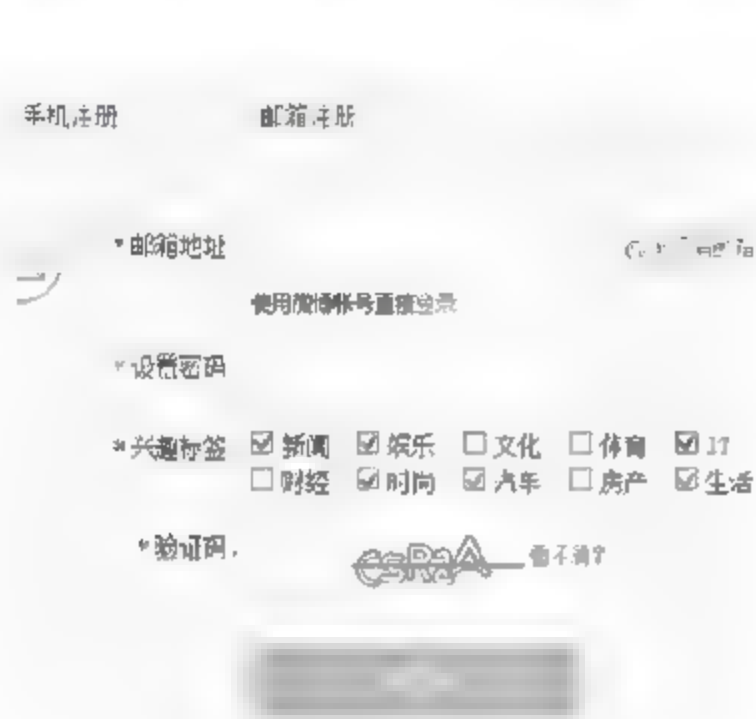 手机注册 邮箱注册
*邮箱地址
使用微博帐号直接登录
*设置密码
*兴趣标签 新闻 娱乐 文化 体育 IT
财经 时尚 汽车 房产 生活
*验证码: 看不清?